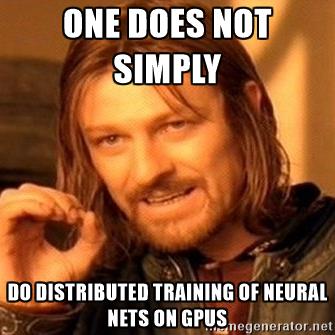 ONE DOES NOT
SIMPLY
DO DISTRIBUTED TRAINING OF NEURAL
NETS ON GPUS